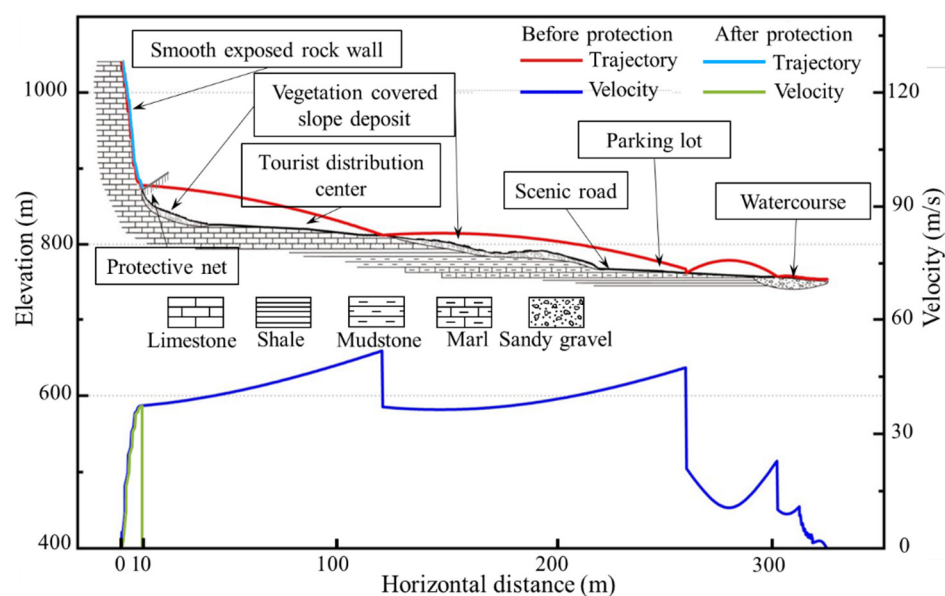 Smooth exposed rock wall
Before protection
After protection
Trajectory
Trajectory
Velocity
Velocity
1000
120
Vegetation covered
slope deposit
Parking lot
Tourist distribution
center
Scenic road
Watercourse
90
800
Protective net
Elevation (m)
Velocity (m/s)
Limestone
Shale
Mudstone
Marl
Sandy gravel
60
600
30
400
0
0
10
100
200
300
Horizontal distance (m)